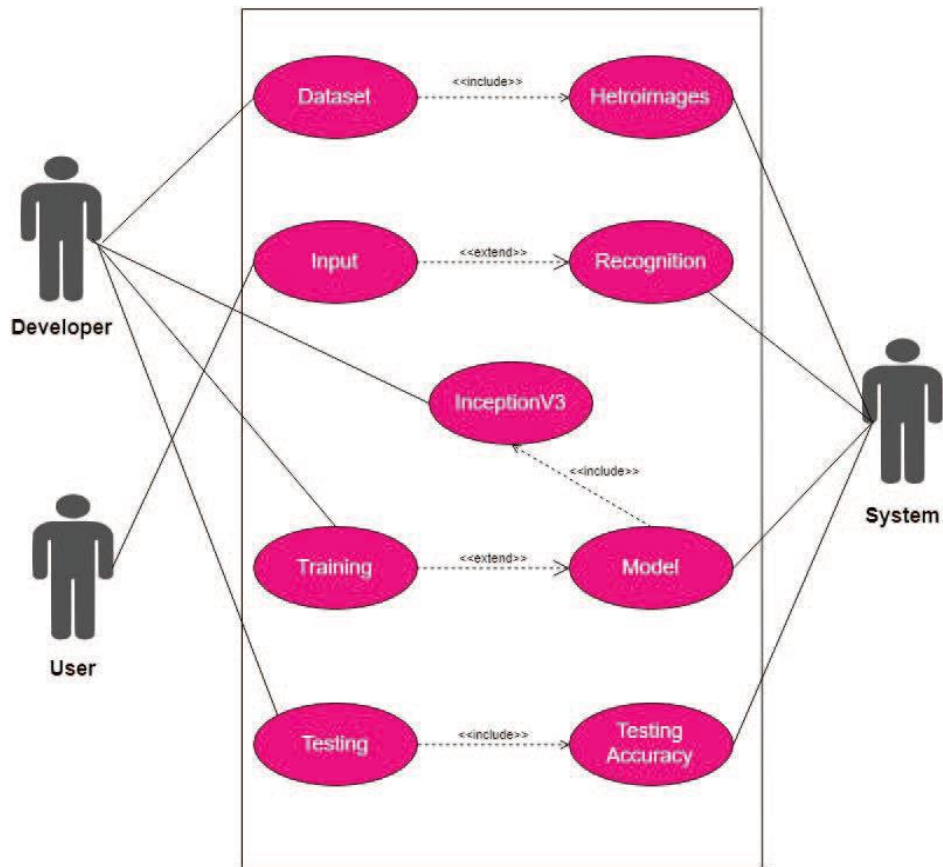 Dataset
<<include>>
Hetroimages
Developer
Input
<<extend>>
Recognition
InceptionV3
<<include>>
System
User
Training
<<extend>>
Model
Testing
<<include>>
Testing
Accuracy